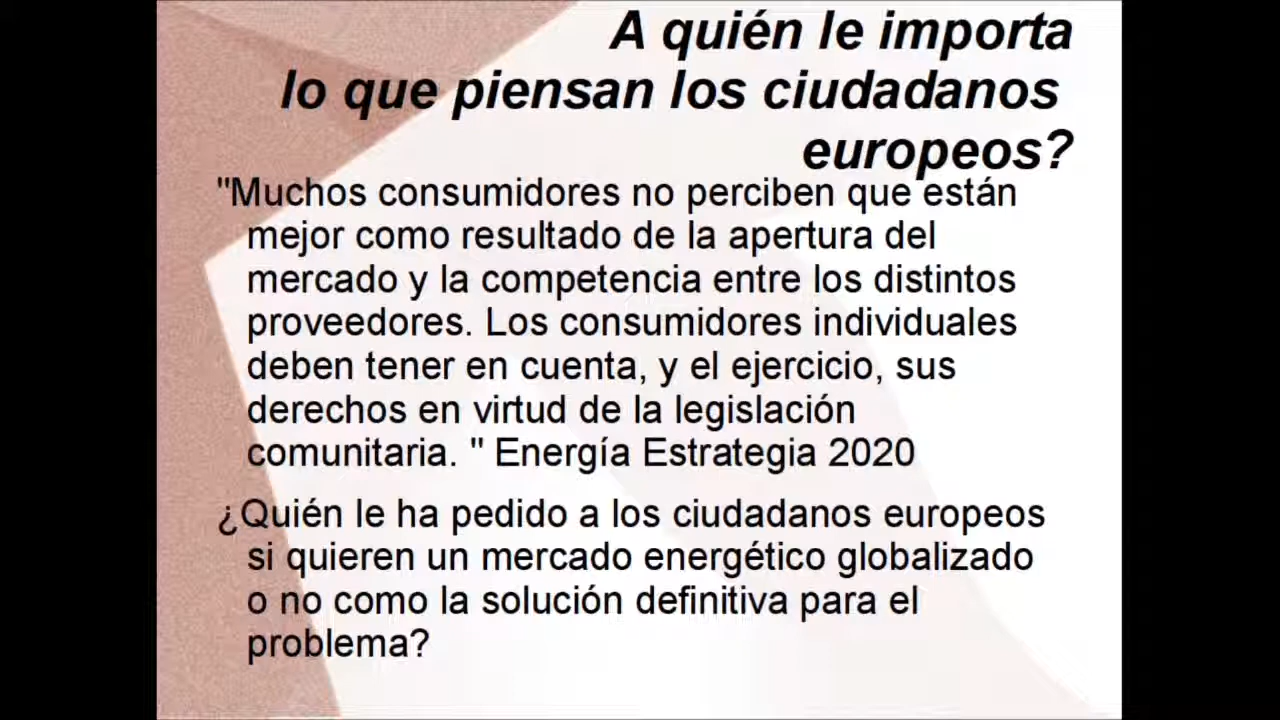 A quién le importa
lo que piensan los ciudadanos
europeos?
"Muchos consumidores no perciben que están
mejor como resultado de la apertura del
mercado y la competencia entre los distintos
proveedores. Los consumidores individuales
deben tener en cuenta, y el ejercicio, sus
derechos en virtud de la legislación
comunitaria. " Energía Estrategia 2020
¿Quién le ha pedido a los ciudadanos europeos
si quieren un mercado energético globalizado
o no como la solución definitiva para el
problema?